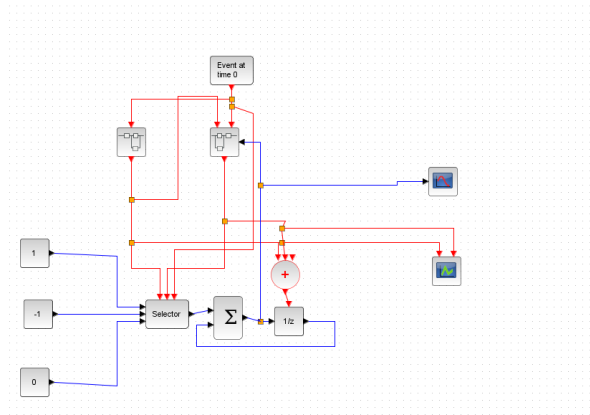 Event at
time 0
1
+
-1
Selector
Σ
1/z
0